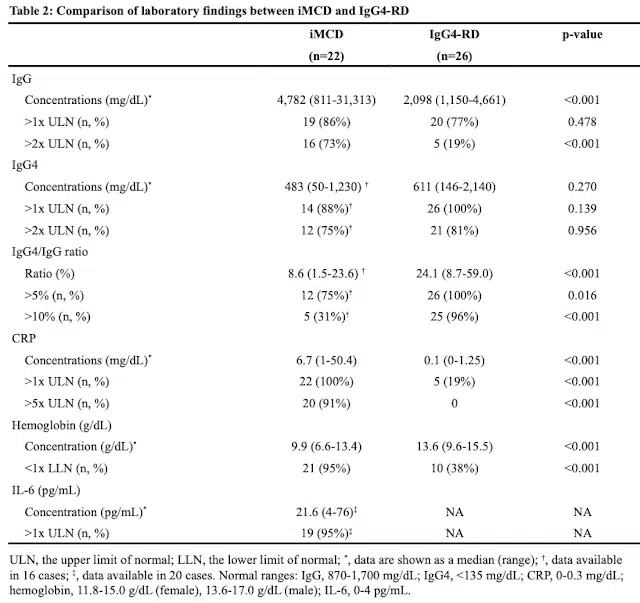 Table 2: Comparison of laboratory findings between iMCD and IgG4-RD
iMCD IgG4-RD p-value
(n=22) (n=26)
IgG
Concentrations (mg/dL)* 4,782 (811-31,313) 2,098 (1,150-4,661) <0.001
>1x ULN (n, %) 19 (86%) 20 (77%) 0.478
>2x ULN (n, %) 16 (73%) 5 (19%) <0.001
IgG4
Concentrations (mg/dL)* 483 (50-1,230) † 611 (146-2,140) 0.270
>1x ULN (n, %) 14 (88%)† 26 (100%) 0.139
>2x ULN (n, %) 12 (75%)† 21 (81%) 0.956
IgG4/IgG ratio
Ratio (%) 8.6 (1.5-23.6) † 24.1 (8.7-59.0) <0.001
>5% (n, %) 12 (75%)† 26 (100%) 0.016
>10% (n, %) 5 (31%)† 25 (96%) <0.001
CRP
Concentrations (mg/dL)* 6.7 (1-50.4) 0.1 (0-1.25) <0.001
>1x ULN (n, %) 22 (100%) 5 (19%) <0.001
>5x ULN (n, %) 20 (91%) 0 <0.001
Hemoglobin (g/dL)
Concentration (g/dL)* 9.9 (6.6-13.4) 13.6 (9.6-15.5) <0.001
<1x LLN (n, %) 21 (95%) 10 (38%) <0.001
IL-6 (pg/mL)
Concentration (pg/mL)* 21.6 (4-76)‡ NA NA
>1x ULN (n, %) 19 (95%)‡ NA NA
ULN, the upper limit of normal; LLN, the lower limit of normal; *, data are shown as a median (range); †, data available
in 16 cases; ‡, data available in 20 cases. Normal ranges: IgG, 870-1,700 mg/dL; IgG4, <135 mg/dL; CRP, 0-0.3 mg/dL;
hemoglobin, 11.8-15.0 g/dL (female), 13.6-17.0 g/dL (male); IL-6, 0-4 pg/mL.